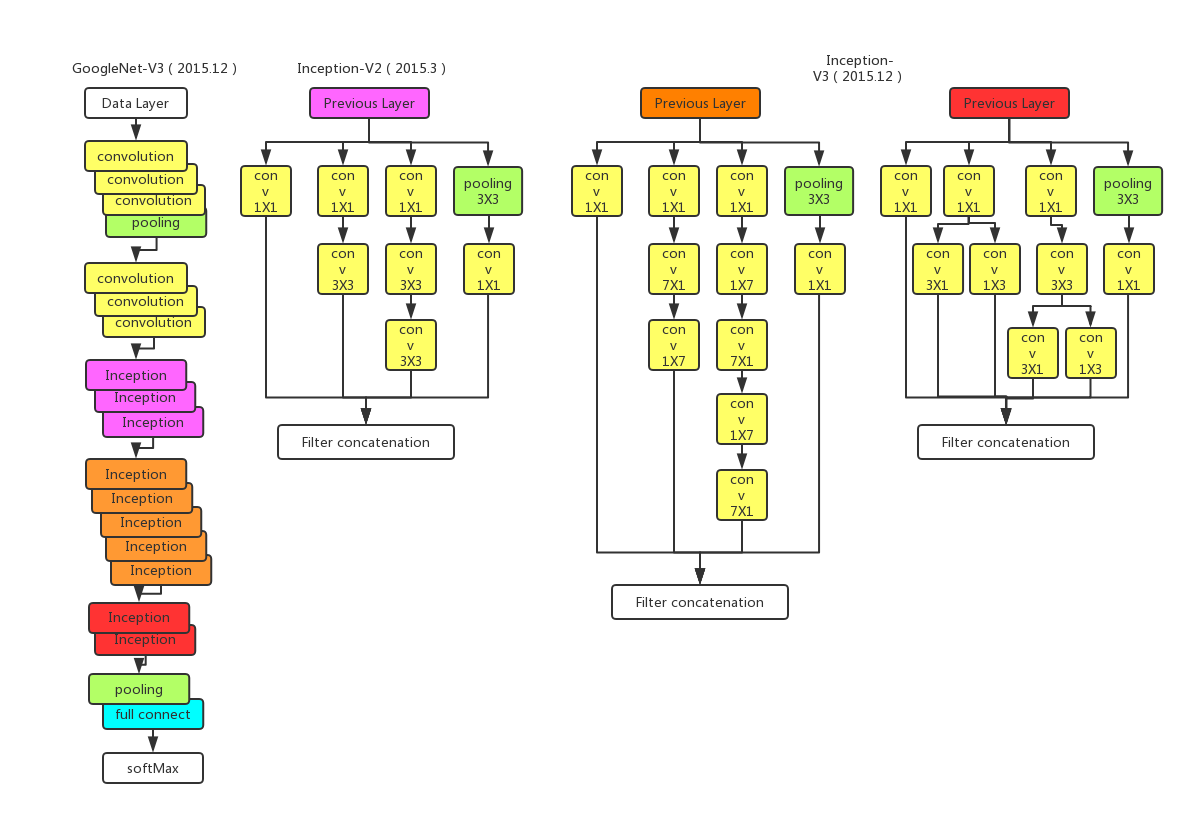 GoogleNet-V3 ( 2015.12 )
Data Layer
convolution
convolution
convolution
pooling
convolution
convolution
convolution
Inception
Inception
Inception
Inception
Inception
Inception
Inception
Inception
Inception
Inception
pooling
full connect
softMax
Inception-V2 ( 2015.3 )
Previous Layer
con
v
1X1
con
v
1X1
con
v
1X1
pooling
3X3
con
v
3X3
con
v
3X3
con
v
1X1
con
v
3X3
Filter concatenation
Inception-
V3 ( 2015.12 )
Previous Layer
con
v
1X1
con
v
1X1
con
v
1X1
pooling
3X3
con
v
7X1
con
v
1X7
con
v
1X1
con
v
1X7
con
v
7X1
con
v
1X7
con
v
7X1
Filter concatenation
Previous Layer
con
v
1X1
con
v
1X1
con
v
1X1
pooling
3X3
con
v
3X1
con
v
1X3
con
v
3X3
con
v
1X1
con
v
3X1
con
v
1X3
Filter concatenation